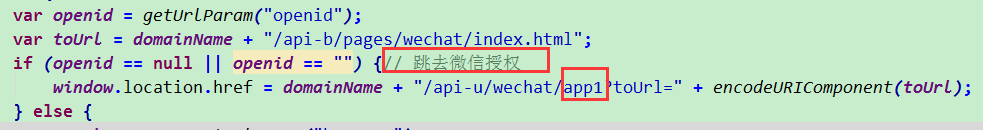 var openid = getUrlParam("openid");
var toUrl = domainName + "/api-b/pages/wechat/index.html";
if (openid == null || openid == "") {// 跳去微信授权
window.location.href = domainName + "/api-u/wechat/app1?toUrl=" + encodeURIComponent(toUrl);
} else {